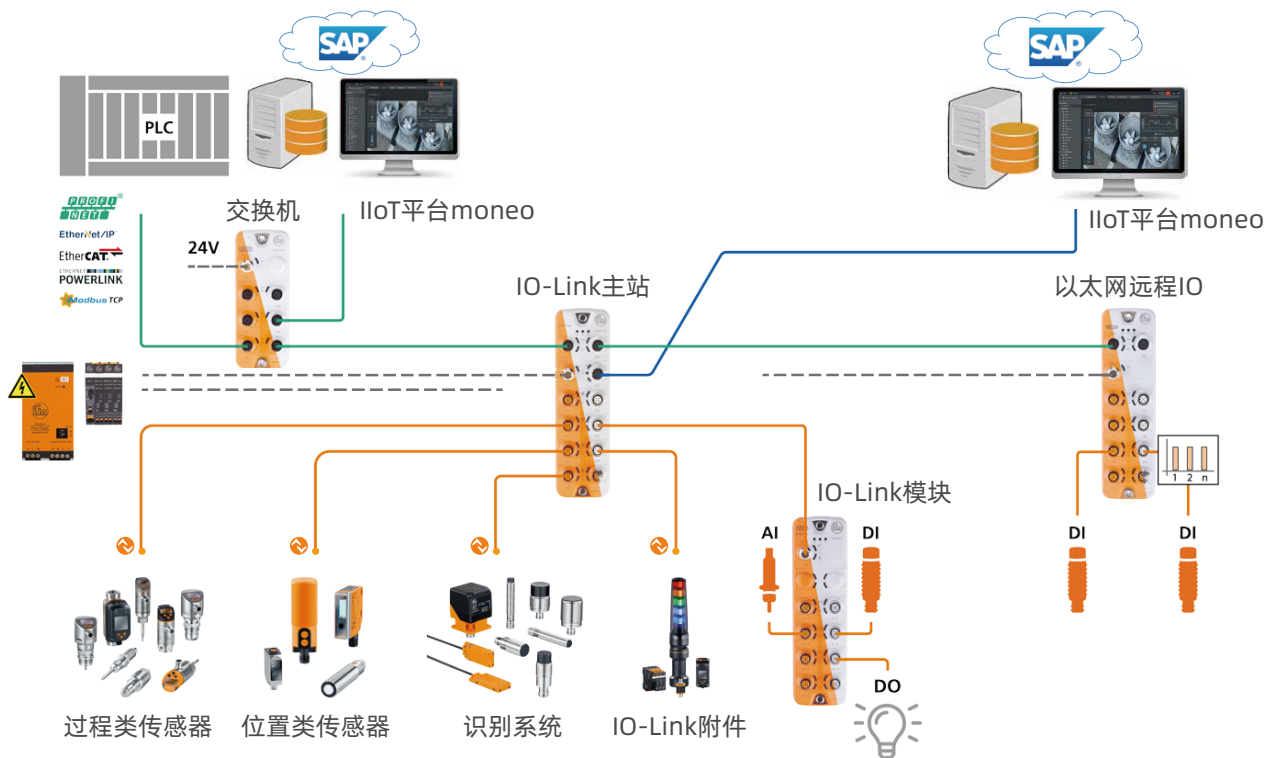 SAP
SAP
PLC
PROFI
NET
EtherNet/IP
EtherCAT
ETHERNET
POWERLINK
Modbus TCP
交换机
IIoT平台moneo
IIoT平台moneo
24V
IO-Link主站
以太网远程IO
ifm
IO-Link模块
1 2 n
AI
DI
DI
DI
DO
过程类传感器
位置类传感器
识别系统
IO-Link附件